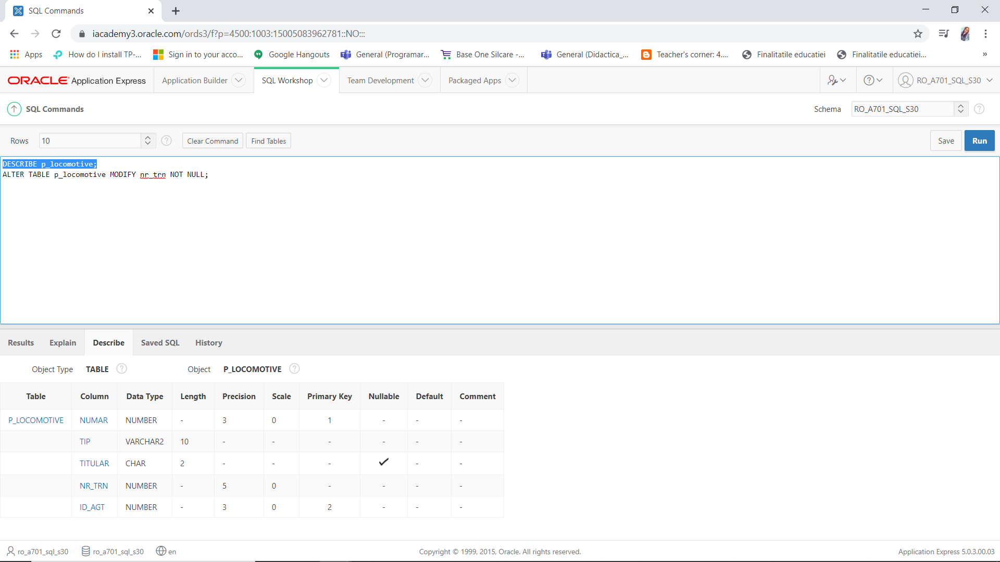 SQL Commands
iacademy3.oracle.com/ords3/f?p=4500:1003:15005083962781::NO:::
Apps How do I install TP-... Sign in to your acco... Google Hangouts General (Programar... Base One Silcare -... General (Didactica_... Teacher's corner: 4.... Finalitatile educatiei Finalitatile educatiei... »
ORACLE Application Express Application Builder SQL Workshop Team Development Packaged Apps RO_A701_SQL_S30
SQL Commands Schema RO_A701_SQL_S30
Rows 10 Clear Command Find Tables Save Run
DESCRIBE p_locomotive;
ALTER TABLE p_locomotive MODIFY nr_trn NOT NULL;
Results Explain Describe Saved SQL History
Object Type TABLE Object P_LOCOMOTIVE
Table Column Data Type Length Precision Scale Primary Key Nullable Default Comment
P_LOCOMOTIVE NUMAR NUMBER - 3 0 1 - - -
TIP VARCHAR2 10 - - - - - -
TITULAR CHAR 2 - - - ✓ - -
NR_TRN NUMBER - 5 0 - - - -
ID_AGT NUMBER - 3 0 2 - - -
ro_a701_sql_s30 ro_a701_sql_s30 en Copyright © 1999, 2015, Oracle. All rights reserved. Application Express 5.0.3.00.03